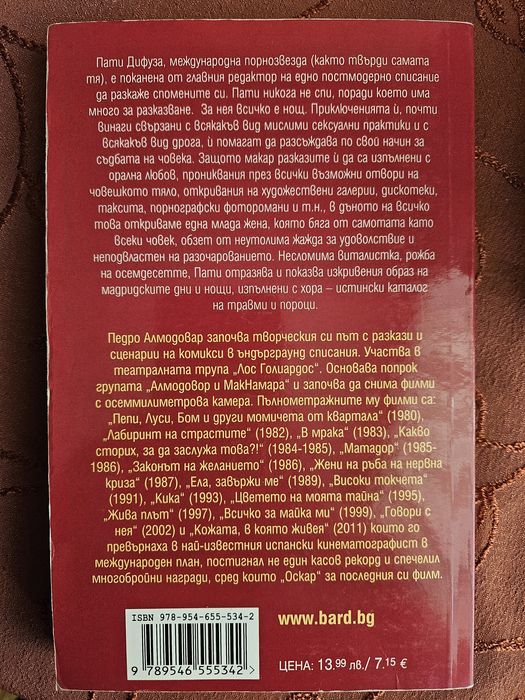 Пати Дифуза, международна порнозвезда (както твърди самата
тя), е поканена от главния редактор на едно постмодерно списание
да разкаже спомените си. Пати никога не спи, поради което има
много за разказване. За нея всичко е нощ. Приключенията ѝ, почти
винаги свързани с всякакъв вид мислими сексуални практики и с
всякакъв вид дрога, ѝ помагат да разсъждава по свой начин за
съдбата на човека. Защото макар разказите ѝ да са изпълнени с
орална любов, прониквания през всички възможни отвори на
човешкото тяло, откривания на художествени галерии, дискотеки,
таксита, порнографски фоторомани и т.н., в дъното на всичко
това откриваме една млада жена, която бяга от самотата като
всеки човек, обзет от неутолима жажда за удоволствие и
неподвластен на разочарованието. Несломима виталистка, рожба
на осемдесетте, Пати отразява и показва изкривения образ на
мадридските дни и нощи, изпълнени с хора – истински каталог
на травми и пороци.
Педро Алмодовар започва творческия си път с разкази и
сценарии на комикси в ъндърграунд списания. Участва в
театралната трупа „Лос Голиардос“. Основава попрок
групата „Алмодовор и МакНамара“ и започва да снима филми
с осеммилиметрова камера. Пълнометражните му филми са:
„Пепи, Луси, Бом и други момичета от квартала“ (1980),
„Лабиринт на страстите“ (1982), „В мрака“ (1983), „Какво
сторих, за да заслужа това?!“ (1984-1985), „Матадор“ (1985-
1986), „Законът на желанието“ (1986), „Жени на ръба на нервна
криза“ (1987), „Ела, завържи ме“ (1989), „Високи токчета“
(1991), „Кика“ (1993), „Цветето на моята тайна“ (1995),
„Жива плът“ (1997), „Всичко за майка ми“ (1999), „Говори с
нея“ (2002) и „Кожата, в която живея“ (2011) които го
превърнаха в най-известния испански кинематографист в
международен план, постигнал не един касов рекорд и спечелил
многобройни награди, сред които „Оскар“ за последния си филм.
ISBN 978-954-655-534-2
9 789546 555342 >
www.bard.bg
ЦЕНА: 13.99 лв./ 7.15 €